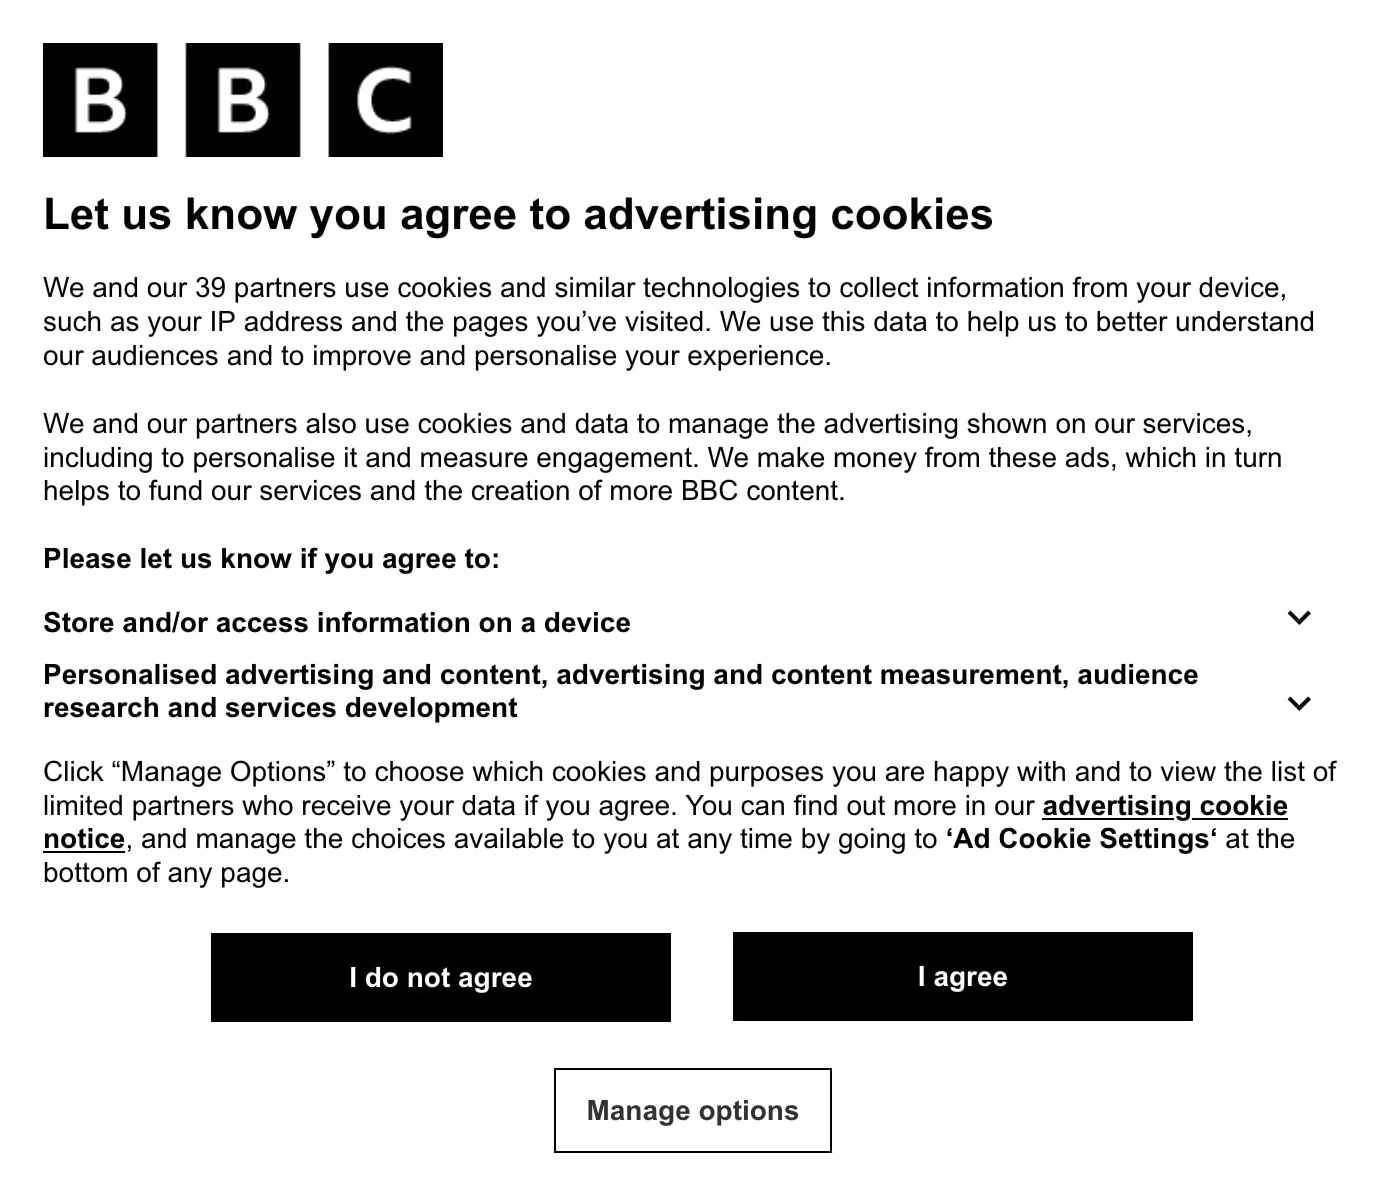 BBC
Let us know you agree to advertising cookies
We and our 39 partners use cookies and similar technologies to collect information from your device,
such as your IP address and the pages you’ve visited. We use this data to help us to better understand
our audiences and to improve and personalise your experience.
We and our partners also use cookies and data to manage the advertising shown on our services,
including to personalise it and measure engagement. We make money from these ads, which in turn
helps to fund our services and the creation of more BBC content.
Please let us know if you agree to:
Store and/or access information on a device
Personalised advertising and content, advertising and content measurement, audience
research and services development
Click “Manage Options” to choose which cookies and purposes you are happy with and to view the list of
limited partners who receive your data if you agree. You can find out more in our advertising cookie
notice, and manage the choices available to you at any time by going to ‘Ad Cookie Settings‘ at the
bottom of any page.
I do not agree
I agree
Manage options